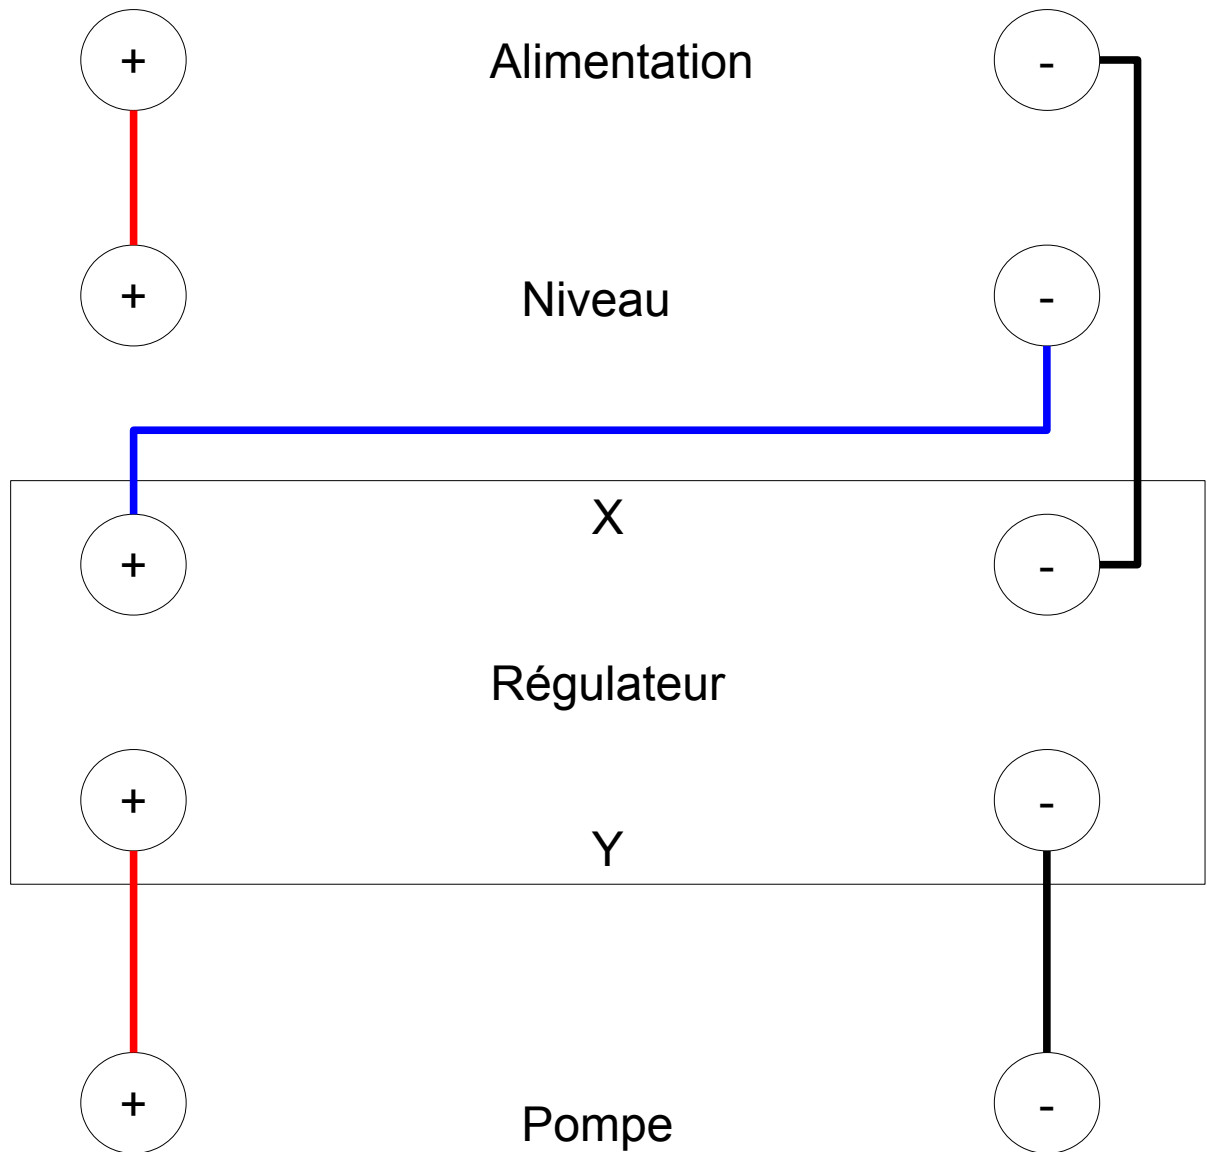 + Alimentation -
+ Niveau -
X
+ -
Régulateur
+ -
Y
+ -
Pompe